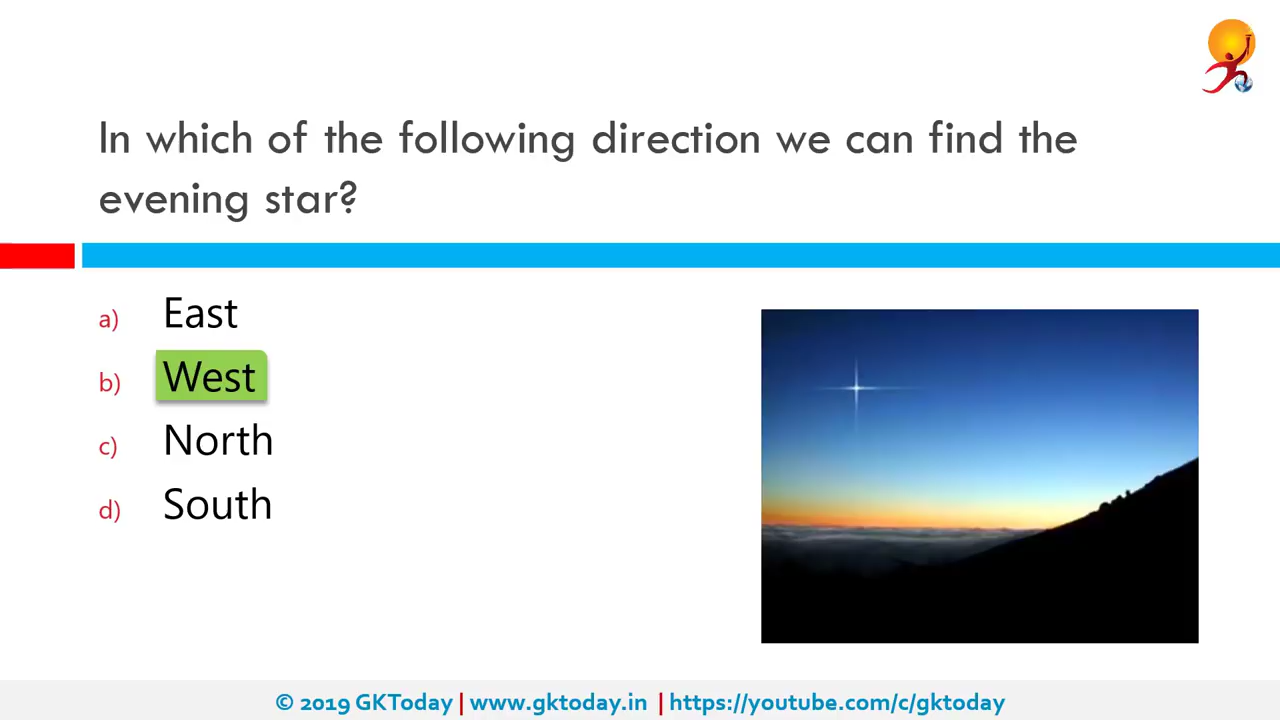 In which of the following direction we can find the
evening star?
a) East
b) West
c) North
d) South
© 2019 GKToday | www.gktoday.in | https://youtube.com/c/gktoday